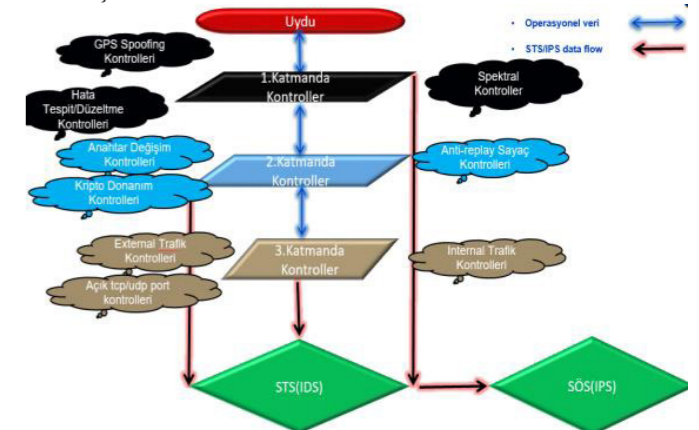 Uydu
• Operasyonel veri
• STS/IPS data flow
GPS Spoofing
Kontrolleri
1.Katmanda
Kontroller
Spektral
Kontroller
Hata
Tespit/Düzeltme
Kontrolleri
Anahtar Değişim
Kontrolleri
2.Katmanda
Kontroller
Anti-replay Sayaç
Kontrolleri
Kripto Donanım
Kontrolleri
External Trafik
Kontrolleri
3.Katmanda
Kontroller
Internal Trafik
Kontrolleri
Açık tcp/udp port
kontrolleri
STS(IDS)
SÖS(IPS)